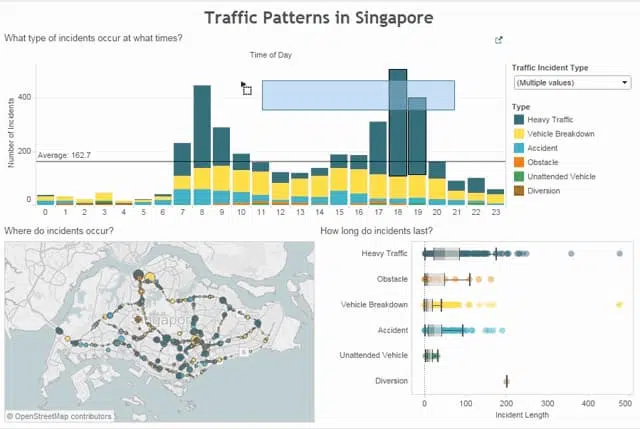 Traffic Patterns in Singapore
What type of incidents occur at what times?
Time of Day
Number of Incidents
400
200
0
Average: 162.7
0 1 2 3 4 5 6 7 8 9 10 11 12 13 14 15 16 17 18 19 20 21 22 23
Traffic Incident Type
(Multiple values)
Type
Heavy Traffic
Vehicle Breakdown
Accident
Obstacle
Unattended Vehicle
Diversion
Where do incidents occur?
Singapore
© OpenStreetMap contributors
How long do incidents last?
Heavy Traffic
Obstacle
Vehicle Breakdown
Accident
Unattended Vehicle
Diversion
0 100 200 300 400 500
Incident Length